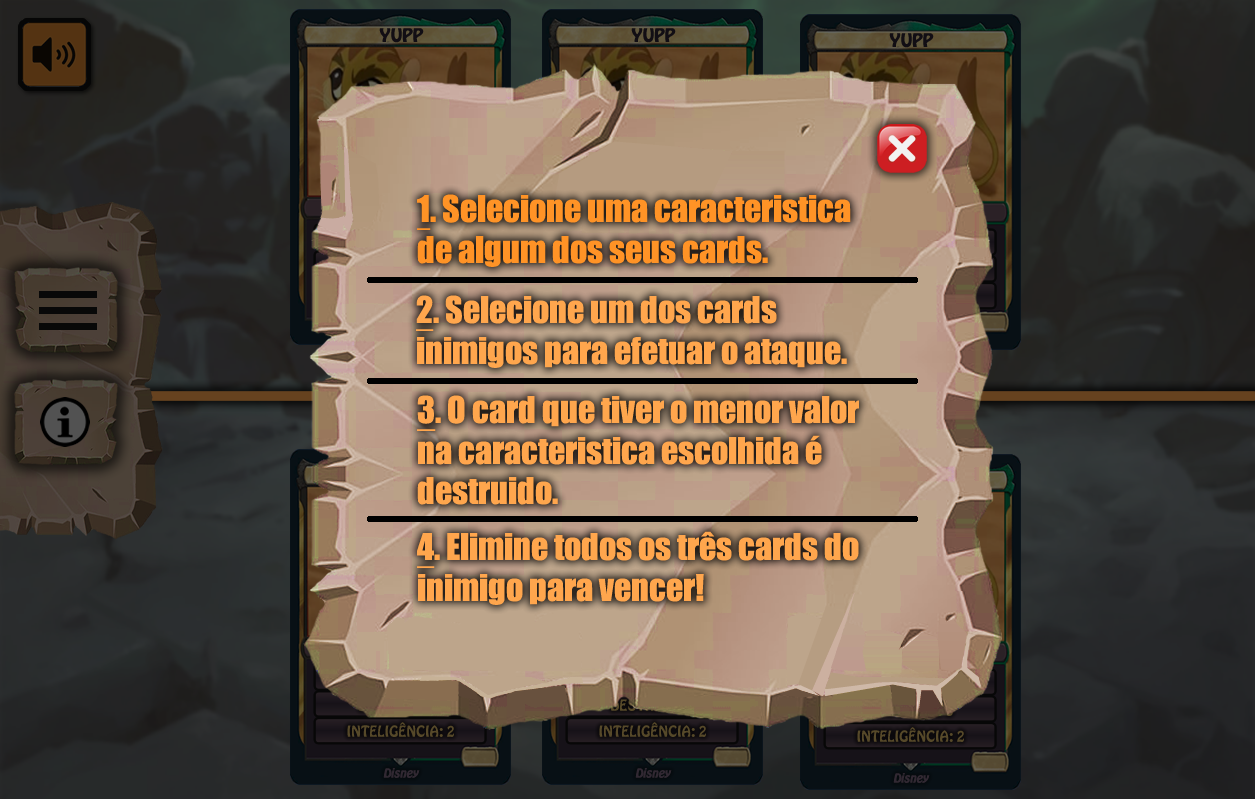 YUPP
YUPP
YUPP
1. Selecione uma caracteristica
de algum dos seus cards.
2. Selecione um dos cards
inimigos para efetuar o ataque.
3. O card que tiver o menor valor
na caracteristica escolhida é
destruido.
4. Elimine todos os três cards do
inimigo para vencer!
INTELIGÊNCIA: 2
INTELIGÊNCIA: 2
INTELIGÊNCIA: 2
Disney
Disney
Disney